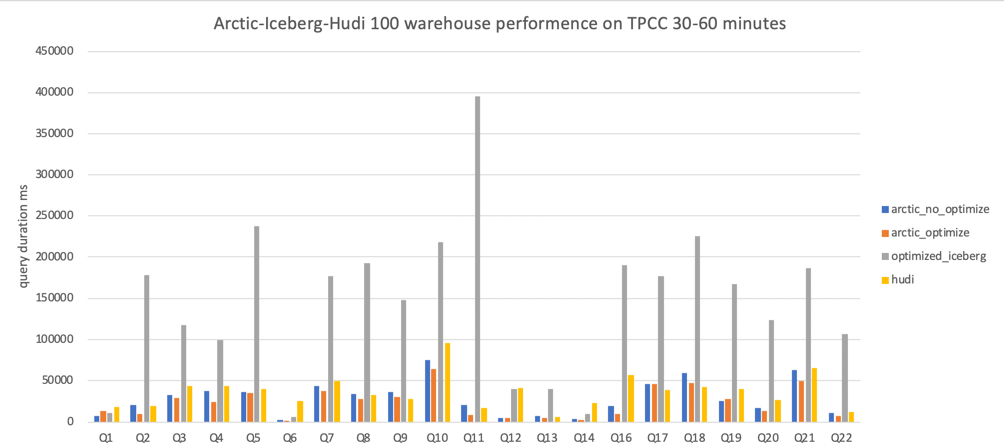 Arctic-Iceberg-Hudi 100 warehouse performence on TPCC 30-60 minutes
450000
400000
350000
300000
250000
200000
150000
100000
50000
0
query duration ms
Q1 Q2 Q3 Q4 Q5 Q6 Q7 Q8 Q9 Q10 Q11 Q12 Q13 Q14 Q16 Q17 Q18 Q19 Q20 Q21 Q22
arctic_no_optimize
arctic_optimize
optimized_iceberg
hudi